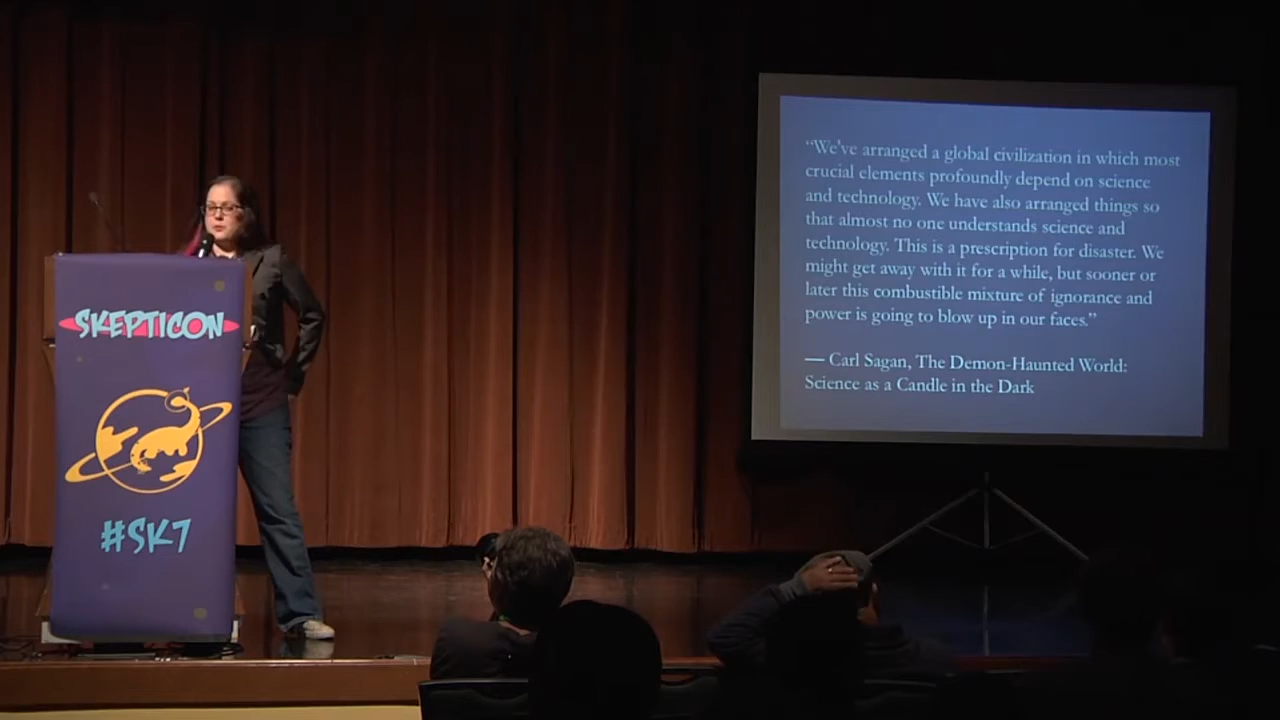 SKEPTICON
#SK7
“We've arranged a global civilization in which most
crucial elements profoundly depend on science
and technology. We have also arranged things so
that almost no one understands science and
technology. This is a prescription for disaster. We
might get away with it for a while, but sooner or
later this combustible mixture of ignorance and
power is going to blow up in our faces.”
— Carl Sagan, The Demon-Haunted World:
Science as a Candle in the Dark